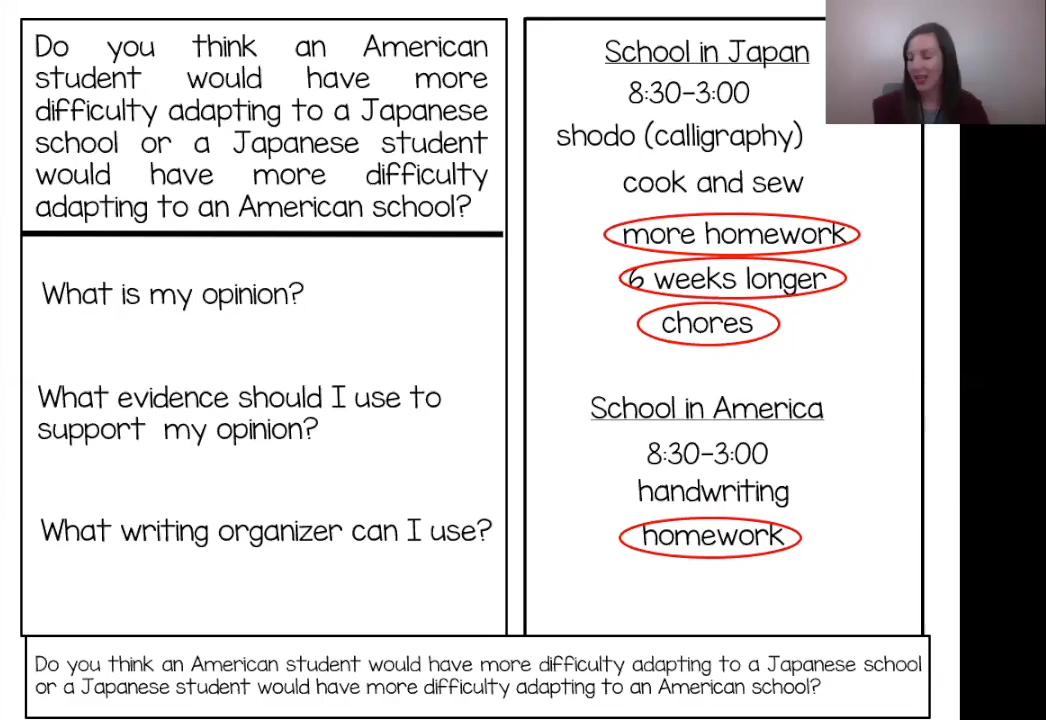 Do you think an American
student would have more
difficulty adapting to a Japanese
school or a Japanese student
would have more difficulty
adapting to an American school?
What is my opinion?
What evidence should I use to
support my opinion?
What writing organizer can I use?
School in Japan
8:30-3:00
shodo (calligraphy)
cook and sew
more homework
6 weeks longer
chores
School in America
8:30-3:00
handwriting
homework
Do you think an American student would have more difficulty adapting to a Japanese school
or a Japanese student would have more difficulty adapting to an American school?